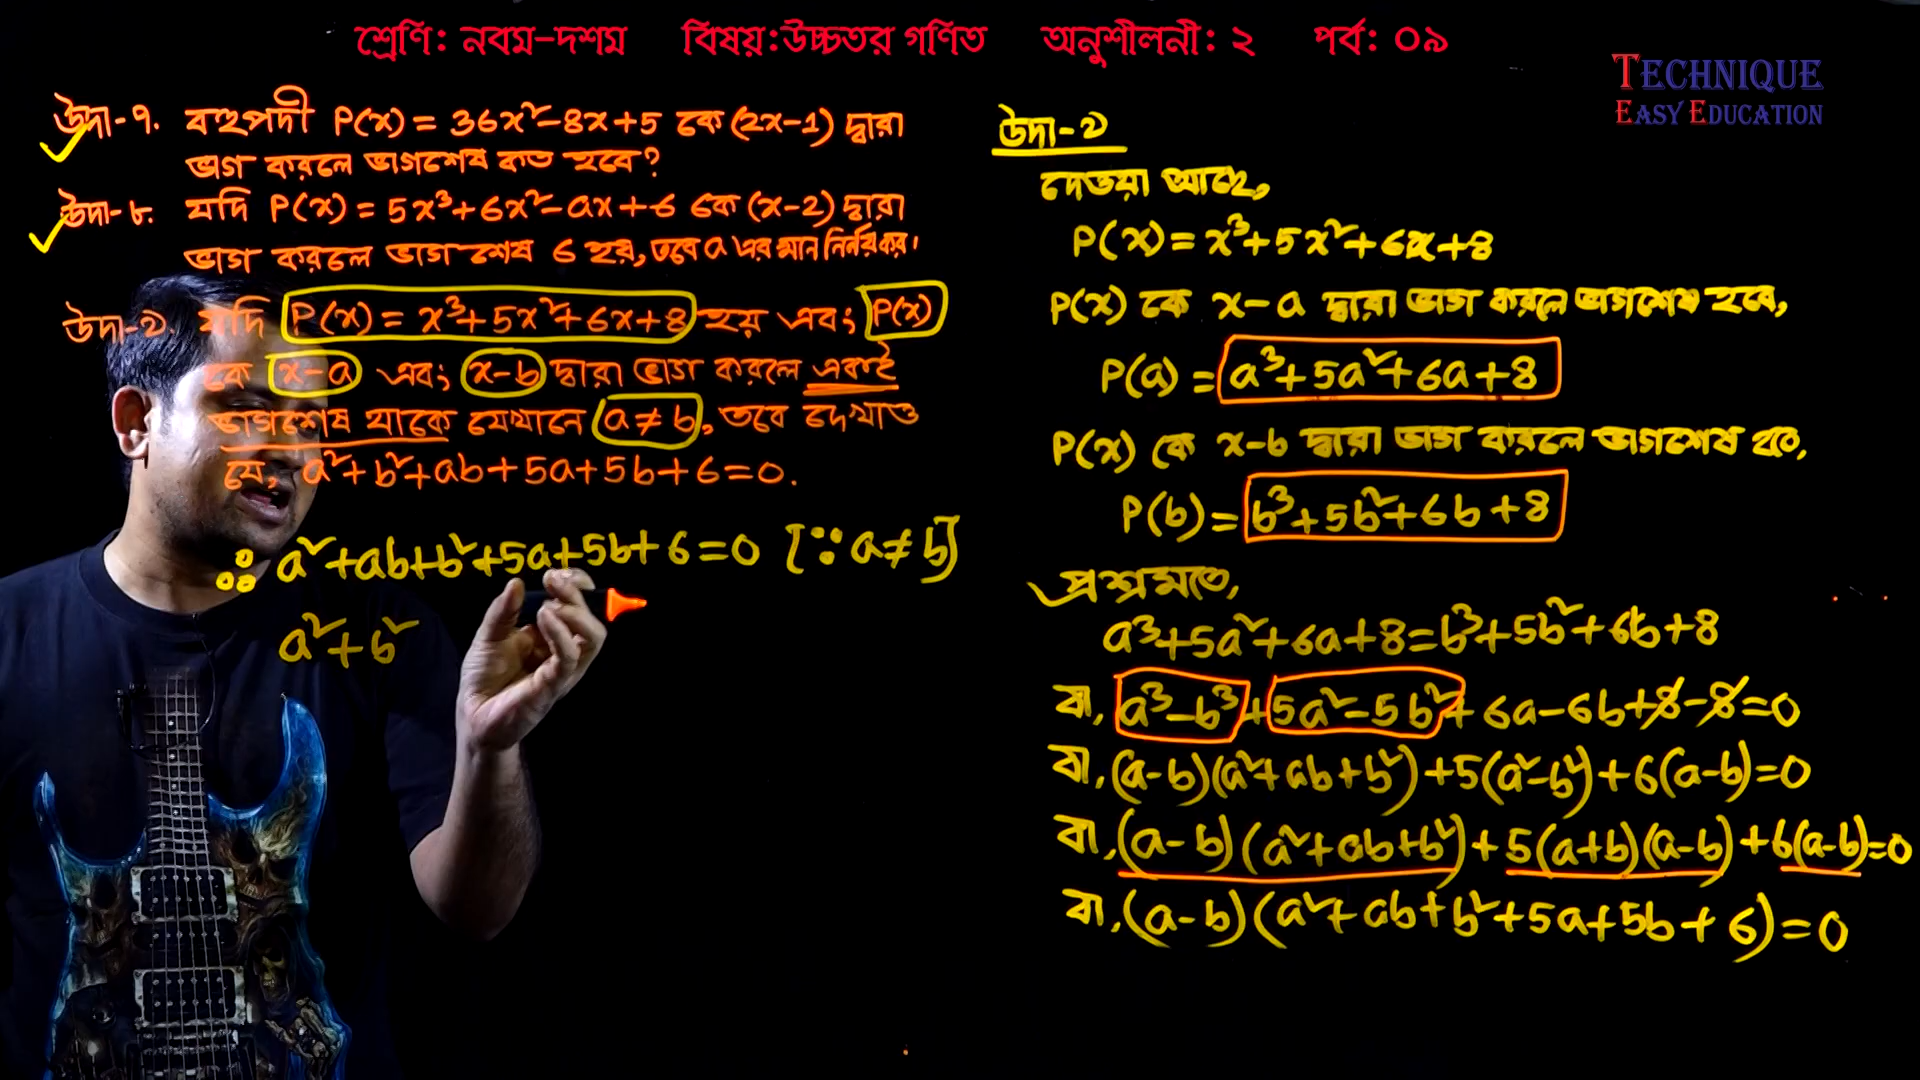 শ্রেণি: নবম-দশম বিষয়:উচ্চতর গণিত অনুশীলনী: ২ পর্ব: ০৯
TECHNIQUE
EASY EDUCATION
উদা-৭. বহুপদী P(x) = 36x²-8x+5 কে (2x-1) দ্বারা
ভাগ করলে ভাগশেষ কত হবে?
উদা-৮. যদি P(x) = 5x³+6x²-ax+6 কে (x-2) দ্বারা
ভাগ করলে ভাগশেষ 6 হয়, তবে a এর মান নির্নয় কর।
উদা-৯. যদি P(x) = x³+5x²+6x+8 হয় এবং P(x)
কে x-a এবং x-b দ্বারা ভাগ করলে একই
ভাগশেষ থাকে যেখানে a≠b, তবে দেখাও
যে, a²+b²+ab+5a+5b+6=0.
∴ a²+ab+b²+5a+5b+6=0 [∵ a≠b]
a²+b²
উদা-৯
দেওয়া আছে,
P(x)=x³+5x²+6x+8
P(x) কে x-a দ্বারা ভাগ করলে ভাগশেষ হবে,
P(a) = a³+5a²+6a+8
P(x) কে x-b দ্বারা ভাগ করলে ভাগশেষ হবে,
P(b) = b³+5b²+6b+8
প্রশ্নমতে,
a³+5a²+6a+8=b³+5b²+6b+8
বা, a³-b³+5a²-5b²+6a-6b+8-8=0
বা, (a-b)(a²+ab+b²)+5(a²-b²)+6(a-b)=0
বা, (a-b)(a²+ab+b²)+5(a+b)(a-b)+6(a-b)=0
বা, (a-b)(a²+ab+b²+5a+5b+6)=0